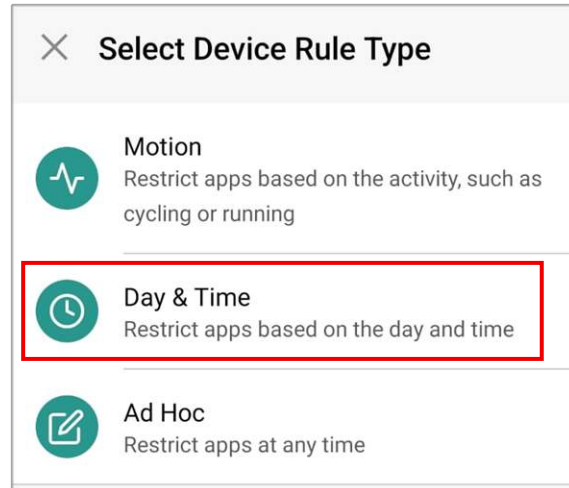 Select Device Rule Type
Motion
Restrict apps based on the activity, such as
cycling or running
Day & Time
Restrict apps based on the day and time
Ad Hoc
Restrict apps at any time